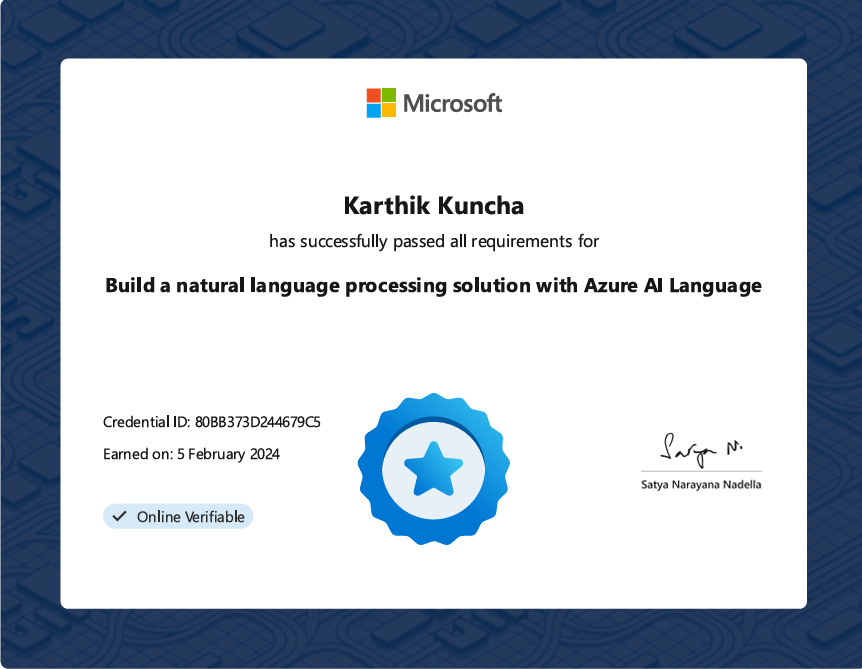 Microsoft
Karthik Kuncha
has successfully passed all requirements for
Build a natural language processing solution with Azure AI Language
Credential ID: 80BB373D244679C5
Earned on: 5 February 2024
Online Verifiable
Satya N.
Satya Narayana Nadella